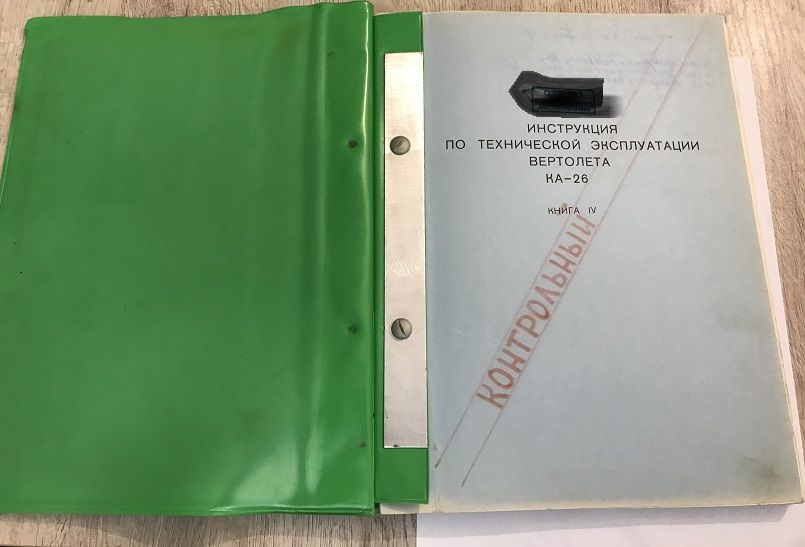 ИНСТРУКЦИЯ
ПО ТЕХНИЧЕСКОЙ ЭКСПЛУАТАЦИИ
ВЕРТОЛЕТА
КА-26
КНИГА IV
КОНТРОЛЬНЫЙ